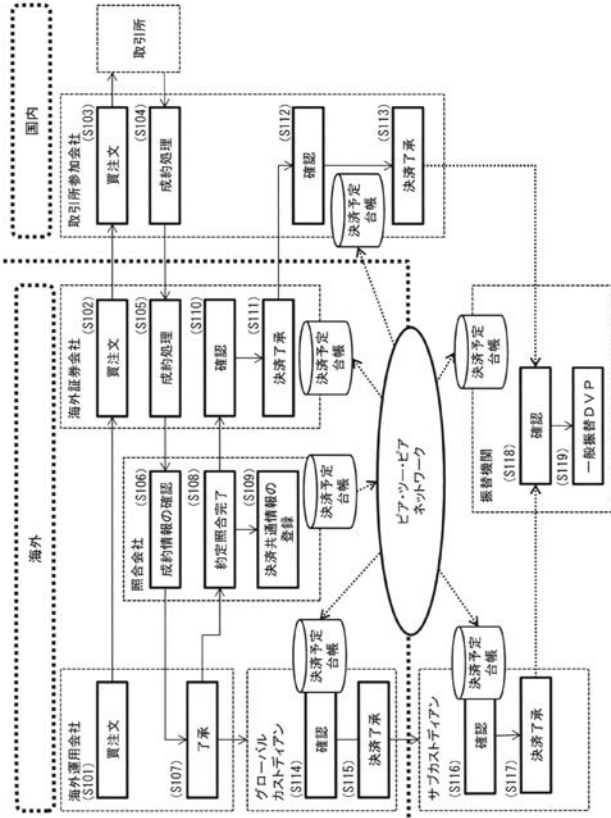 海外
国内
海外運用会社
(S101)
買注文
(S107)
了承
照合会社
(S106)
成約情報の確認
(S108)
約定照合完了
(S109)
決済共通情報の
登録
決済予定
台帳
海外証券会社
(S102)
買注文
(S105)
成約処理
(S110)
確認
(S111)
決済了承
決済予定
台帳
取引所参加会社
(S103)
買注文
(S104)
成約処理
(S112)
確認
決済予定
台帳
(S113)
決済了承
取引所
グローバル
カストディアン
決済予定
台帳
(S114)
確認
(S115)
決済了承
ピア・ツー・ピア
ネットワーク
サブカストディアン
決済予定
台帳
(S116)
確認
(S117)
決済了承
振替機関
決済予定
台帳
(S118)
確認
(S119)
一般振替DVP